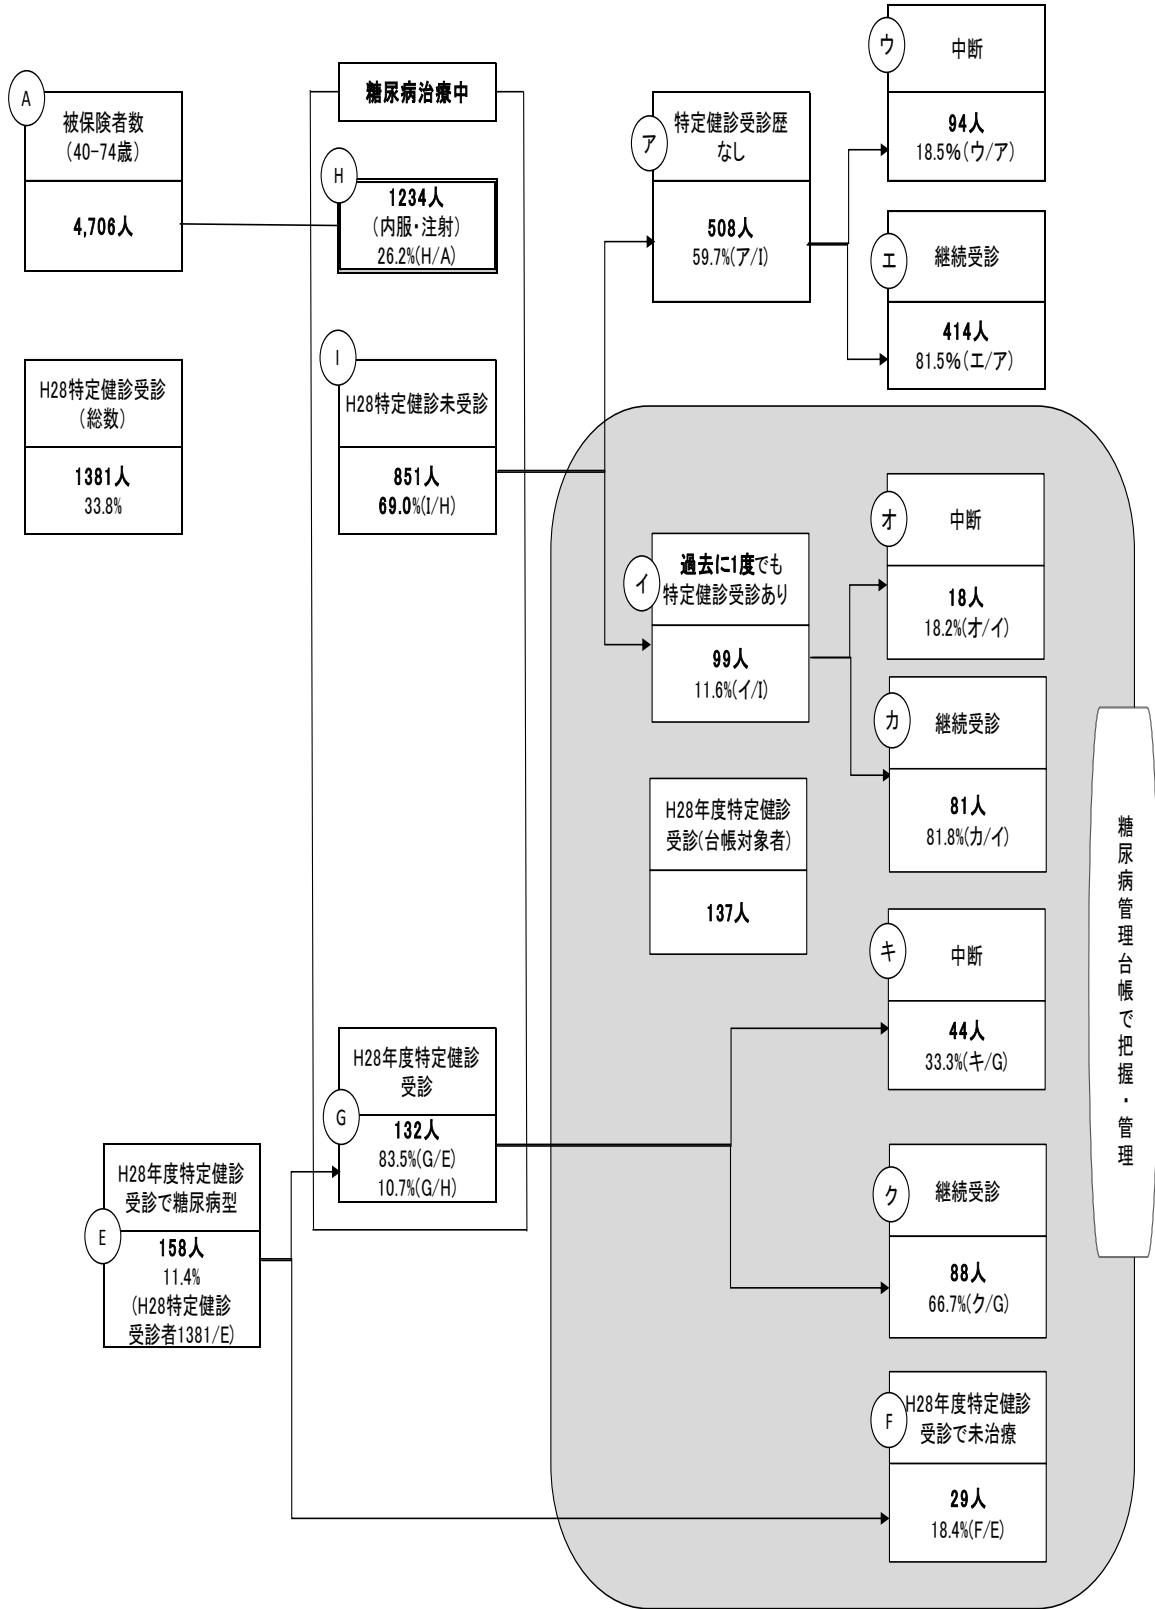 A
被保険者数
(40-74歳)
4,706人
H28特定健診受診
(総数)
1381人
33.8%
E
H28年度特定健診
受診で糖尿病型
158人
11.4%
(H28特定健診
受診者1381/E)
糖尿病治療中
H
1234人
(内服・注射)
26.2%(H/A)
I
H28特定健診未受診
851人
69.0%(I/H)
G
H28年度特定健診
受診
132人
83.5%(G/E)
10.7%(G/H)
ア
特定健診受診歴
なし
508人
59.7%(ア/I)
イ
過去に1度でも
特定健診受診あり
99人
11.6%(イ/I)
H28年度特定健診
受診(台帳対象者)
137人
ウ
中断
94人
18.5%(ウ/ア)
エ
継続受診
414人
81.5%(エ/ア)
オ
中断
18人
18.2%(オ/イ)
カ
継続受診
81人
81.8%(カ/イ)
キ
中断
44人
33.3%(キ/G)
ク
継続受診
88人
66.7%(ク/G)
F
H28年度特定健診
受診で未治療
29人
18.4%(F/E)
糖尿病管理台帳で把握・管理